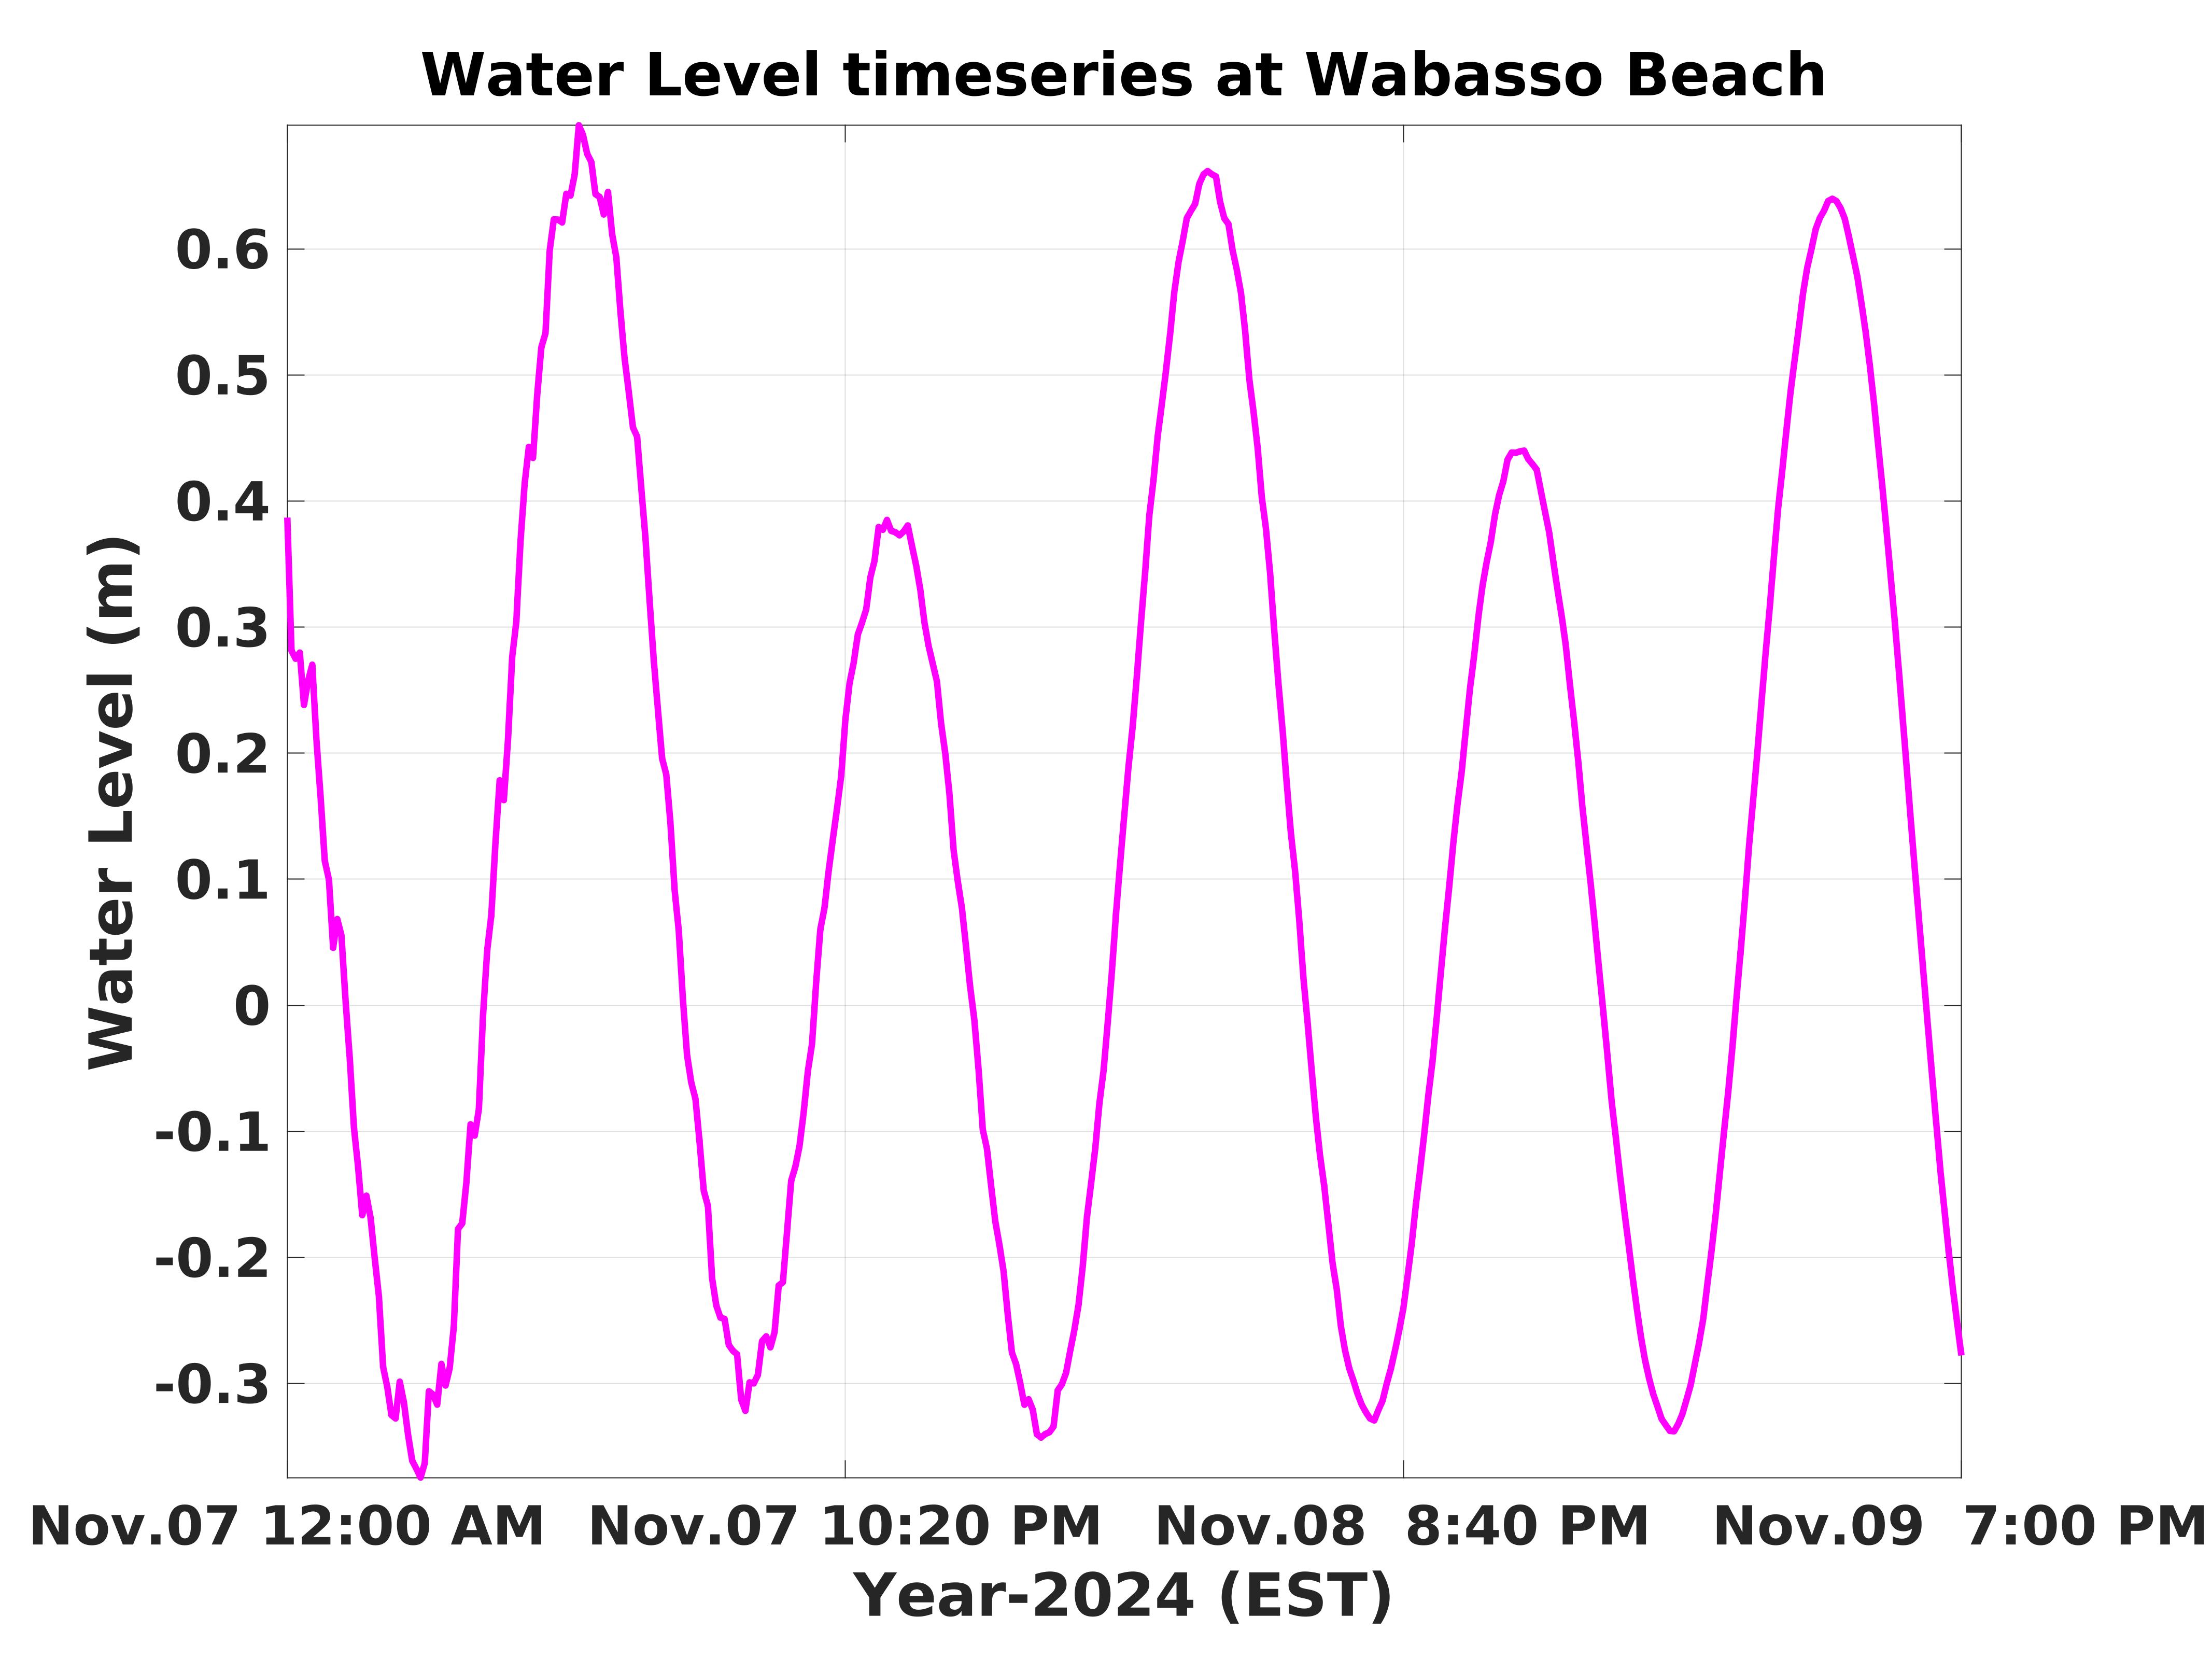 Water Level timeseries at Wabasso Beach
Water Level (m)
0.6
0.5
0.4
0.3
0.2
0.1
0
-0.1
-0.2
-0.3
Nov.07 12:00 AM Nov.07 10:20 PM Nov.08 8:40 PM Nov.09 7:00 PM
Year-2024 (EST)